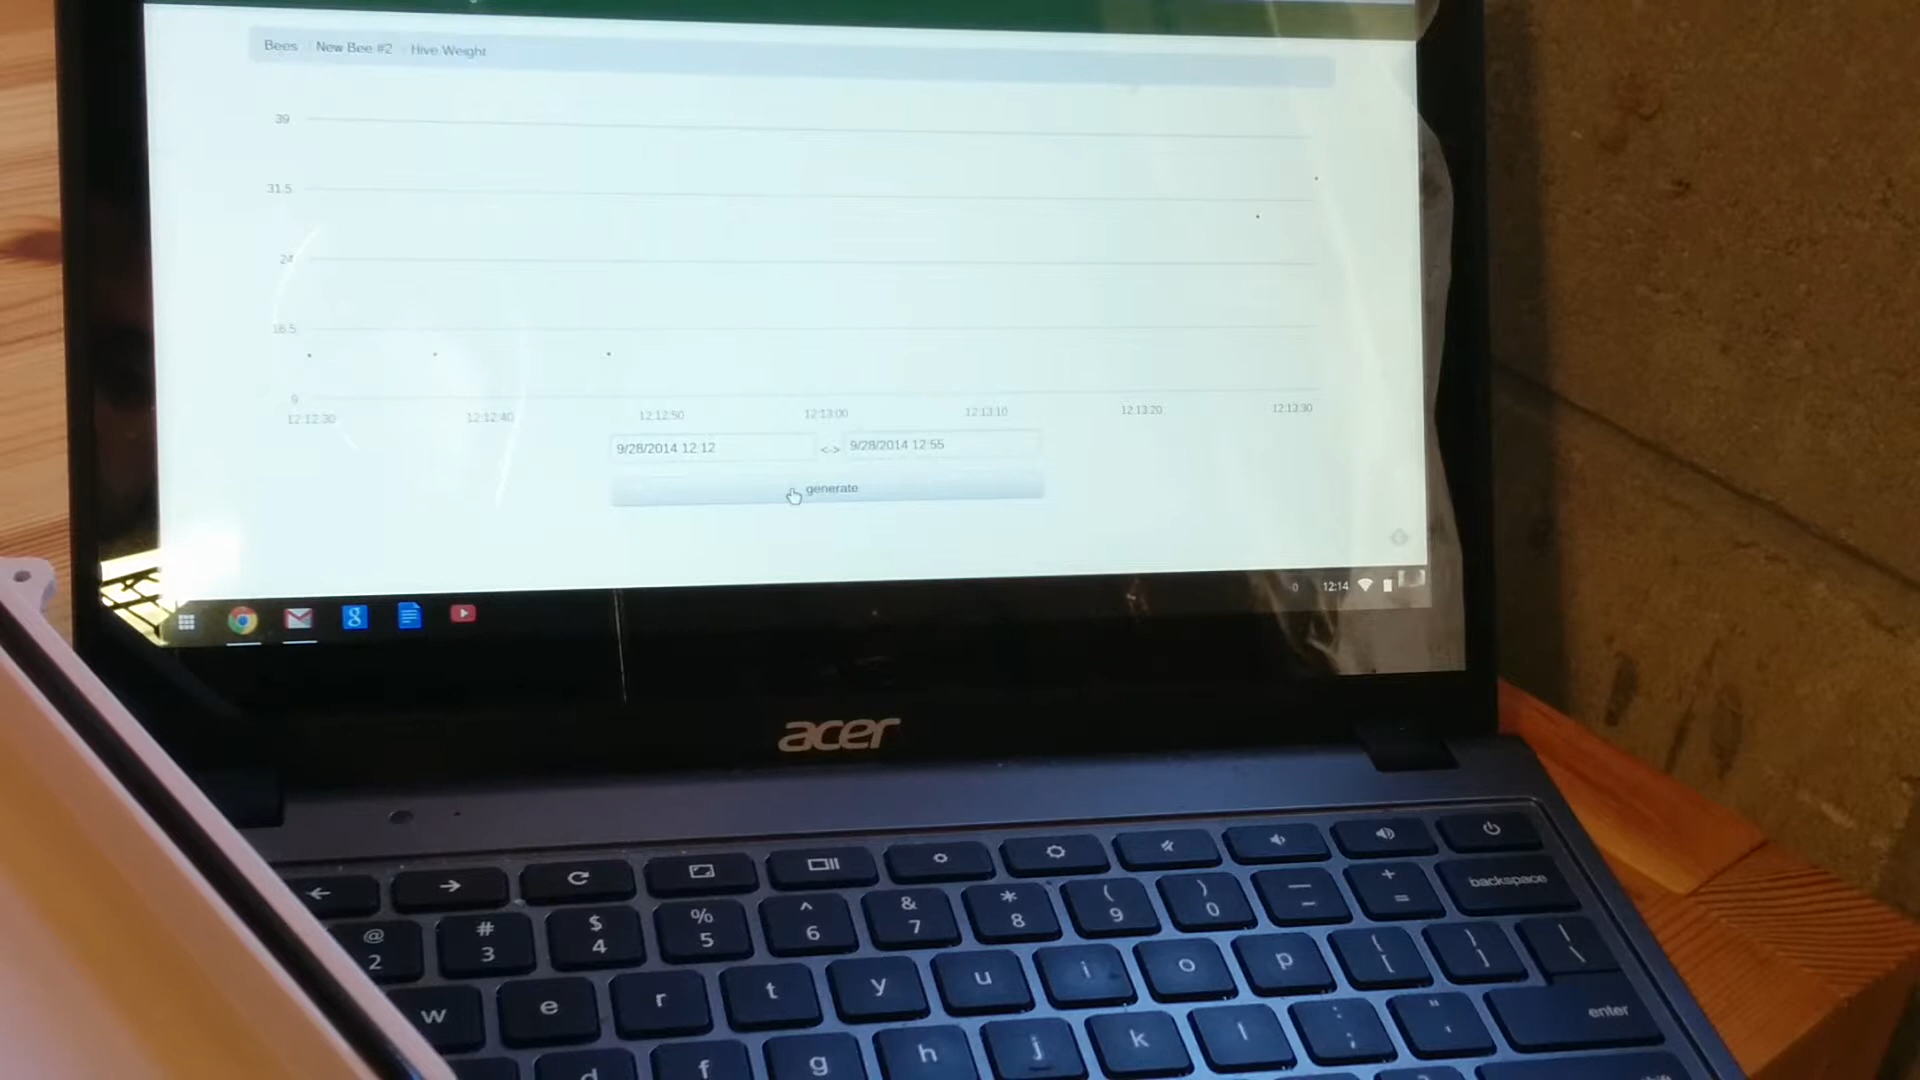 Bees / New Bee #2 / Hive Weight
39
31.5
24
16.5
9
12:12:30 12:12:40 12:12:50 12:13:00 12:13:10 12:13:20 12:13:30
9/28/2014 12:12 <-> 9/28/2014 12:55
generate
0 12:14
acer
@ # $ % ^ & * ( ) — +
2 3 4 5 6 7 8 9 0 – = backspace
w e r t y u i o p { [ } ] | \
d f g h j k l : ; " ' enter